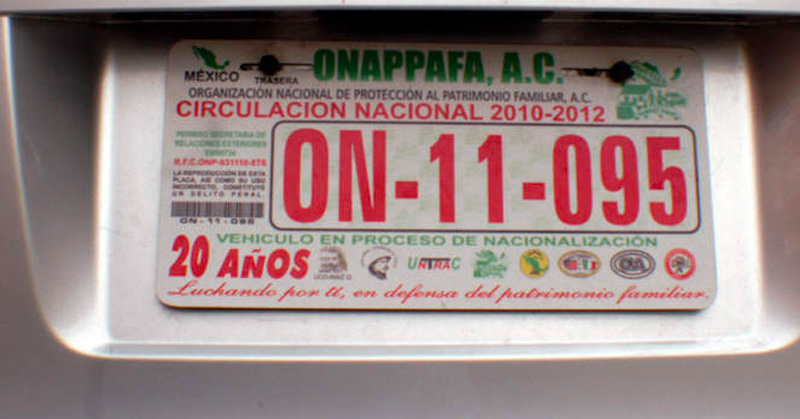 MÉXICO
TRASERA
ONAPPAFA, A.C.
ORGANIZACIÓN NACIONAL DE PROTECCIÓN AL PATRIMONIO FAMILIAR, A.C.
CIRCULACION NACIONAL 2010-2012
PERMISO SECRETARIA DE
RELACIONES EXTERIORES
R.F.C.ONP-931110-8T6
LA REPRODUCCIÓN DE ESTA
PLACA, ASÍ COMO SU USO
INCORRECTO, CONSTITUYE
UN DELITO PENAL.
ON-11-095
ON-11-095
VEHICULO EN PROCESO DE NACIONALIZACIÓN
20 AÑOS
UNTRAC
Luchando por ti, en defensa del patrimonio familiar.